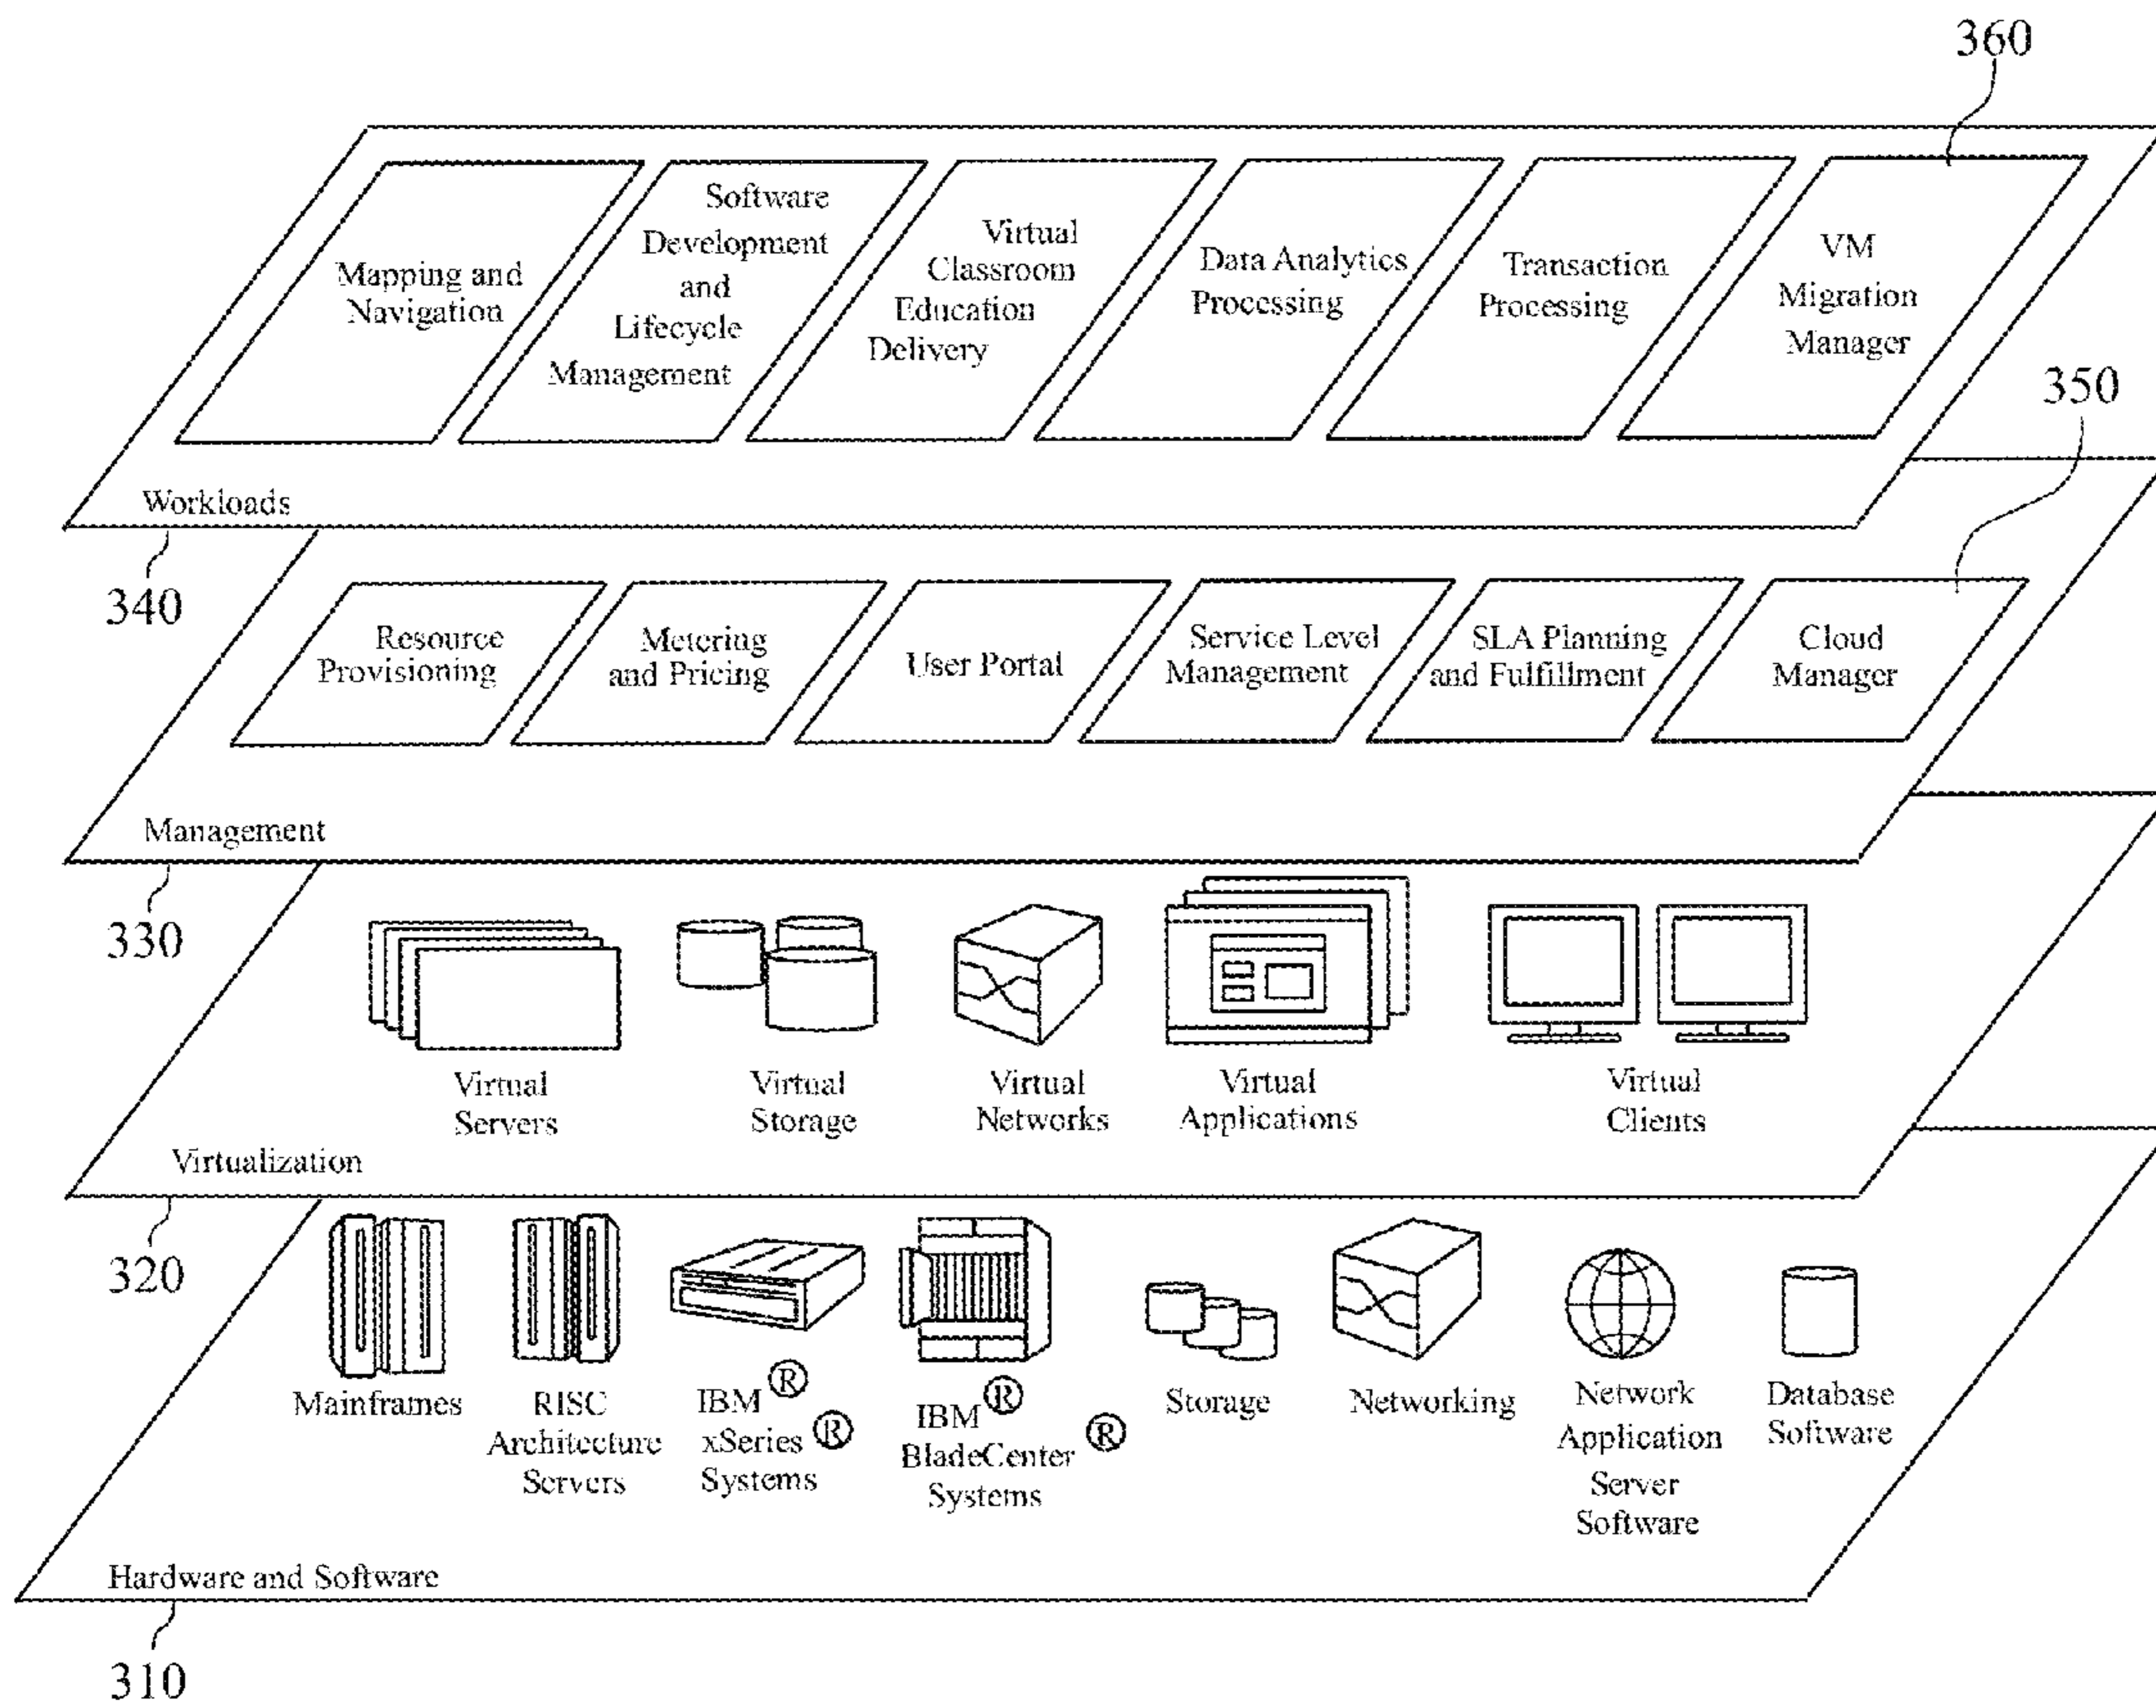 360
Mapping and
Navigation
Software
Development
and
Lifecycle
Management
Virtual
Classroom
Education
Delivery
Data Analytics
Processing
Transaction
Processing
VM
Migration
Manager
350
Workloads
340
Resource
Provisioning
Metering
and Pricing
User Portal
Service Level
Management
SLA Planning
and Fulfillment
Cloud
Manager
Management
330
Virtual
Servers
Virtual
Storage
Virtual
Networks
Virtual
Applications
Virtual
Clients
Virtualization
320
Mainframes
RISC
Architecture
Servers
IBM®
xSeries®
Systems
IBM®
BladeCenter®
Systems
Storage
Networking
Network
Application
Server
Software
Database
Software
Hardware and Software
310